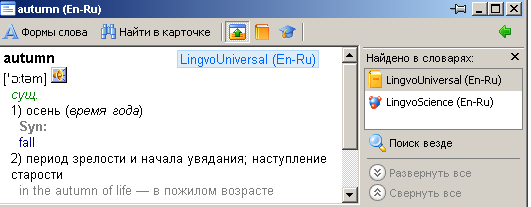 autumn (En-Ru)
Формы слова Найти в карточке
autumn LingvoUniversal (En-Ru)
['ɔːtəm]
сущ.
1) осень (время года)
Syn:
fall
2) период зрелости и начала увядания; наступление
старости
in the autumn of life — в пожилом возрасте
Найдено в словарях:
LingvoUniversal (En-Ru)
LingvoScience (En-Ru)
Поиск везде
Развернуть все
Свернуть все